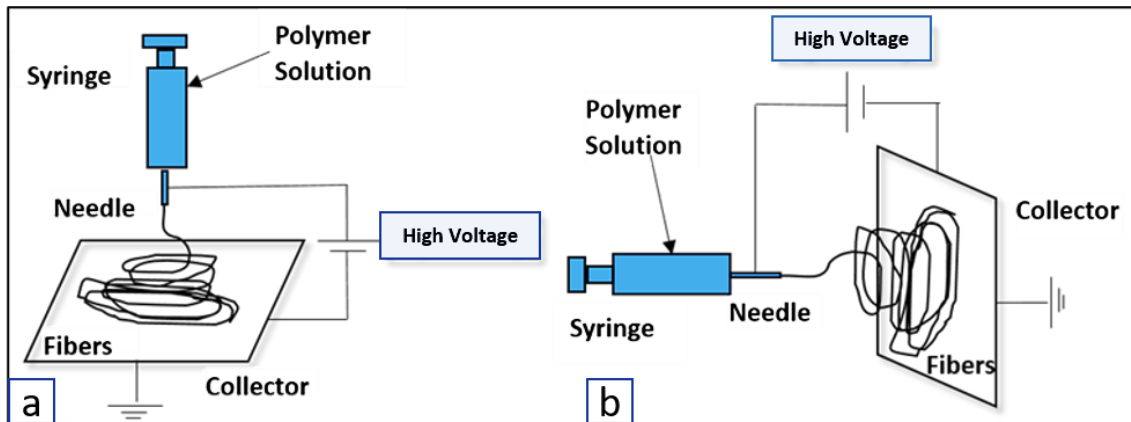 Polymer
Solution
Syringe
Needle
High Voltage
Fibers
Collector
a
High Voltage
Polymer
Solution
Collector
Needle
Syringe
Fibers
b